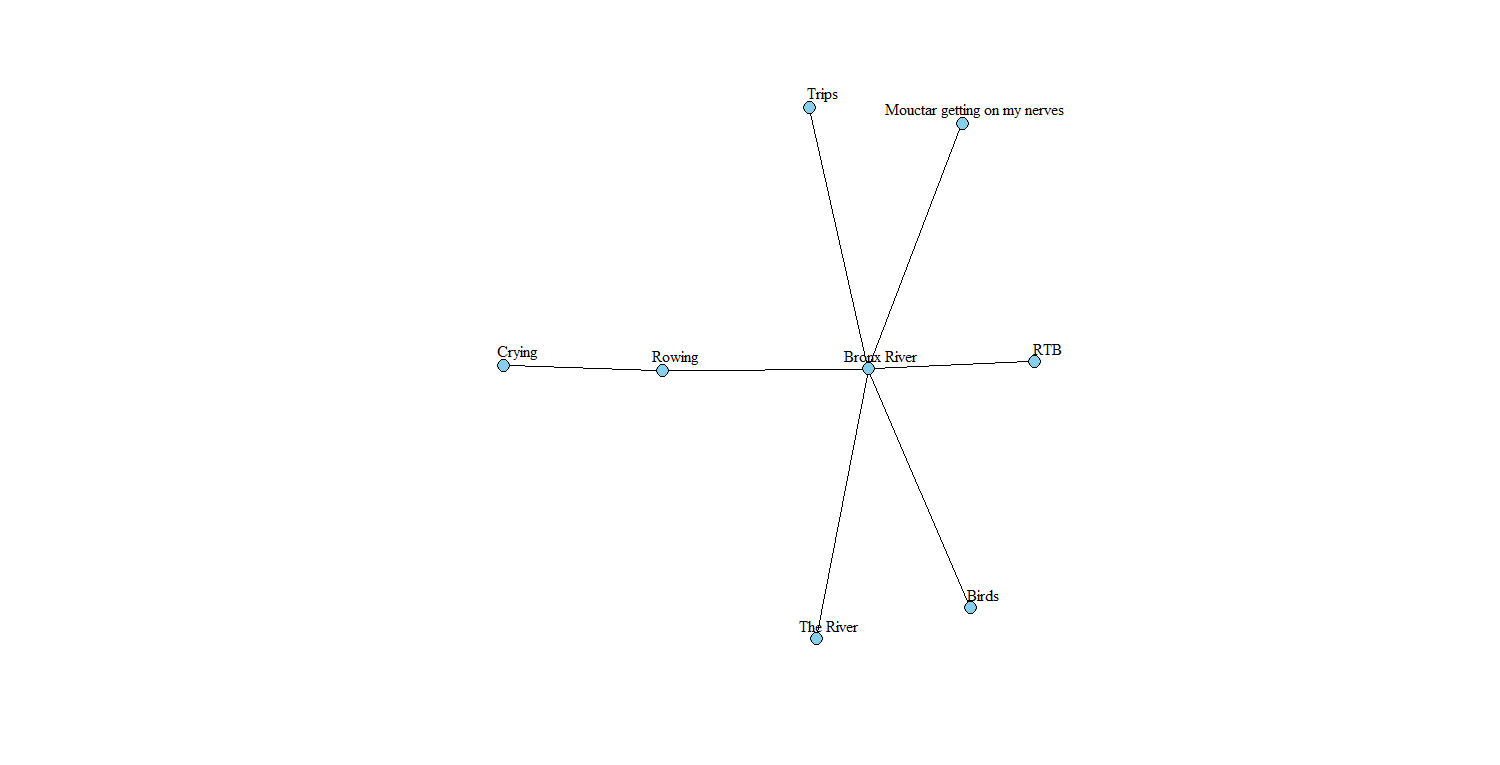 Trips
Mouctar getting on my nerves
Crying
Rowing
Bronx River
RTB
Birds
The River